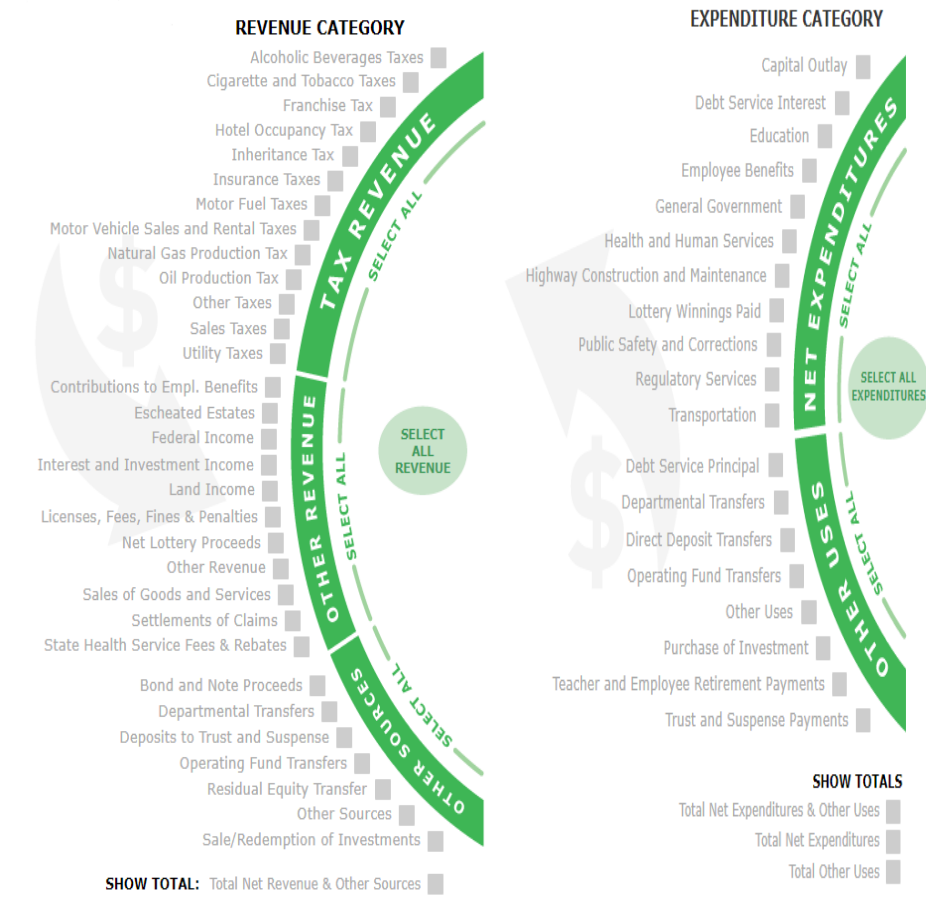 REVENUE CATEGORY
Alcoholic Beverages Taxes
Cigarette and Tobacco Taxes
Franchise Tax
Hotel Occupancy Tax
Inheritance Tax
Insurance Taxes
Motor Fuel Taxes
Motor Vehicle Sales and Rental Taxes
Natural Gas Production Tax
Oil Production Tax
Other Taxes
Sales Taxes
Utility Taxes
TAX REVENUE
SELECT ALL
Contributions to Empl. Benefits
Escheated Estates
Federal Income
Interest and Investment Income
Land Income
Licenses, Fees, Fines & Penalties
Net Lottery Proceeds
Other Revenue
Sales of Goods and Services
Settlements of Claims
State Health Service Fees & Rebates
OTHER REVENUE
SELECT ALL
SELECT
ALL
REVENUE
Bond and Note Proceeds
Departmental Transfers
Deposits to Trust and Suspense
Operating Fund Transfers
Residual Equity Transfer
Other Sources
Sale/Redemption of Investments
OTHER SOURCES
SELECT ALL
SHOW TOTAL: Total Net Revenue & Other Sources
$
EXPENDITURE CATEGORY
Capital Outlay
Debt Service Interest
Education
Employee Benefits
General Government
Health and Human Services
Highway Construction and Maintenance
Lottery Winnings Paid
Public Safety and Corrections
Regulatory Services
Transportation
NET EXPENDITURES
SELECT ALL
SELECT ALL
EXPENDITURES
Debt Service Principal
Departmental Transfers
Direct Deposit Transfers
Operating Fund Transfers
Other Uses
Purchase of Investment
Teacher and Employee Retirement Payments
Trust and Suspense Payments
OTHER USES
SELECT ALL
$
SHOW TOTALS
Total Net Expenditures & Other Uses
Total Net Expenditures
Total Other Uses